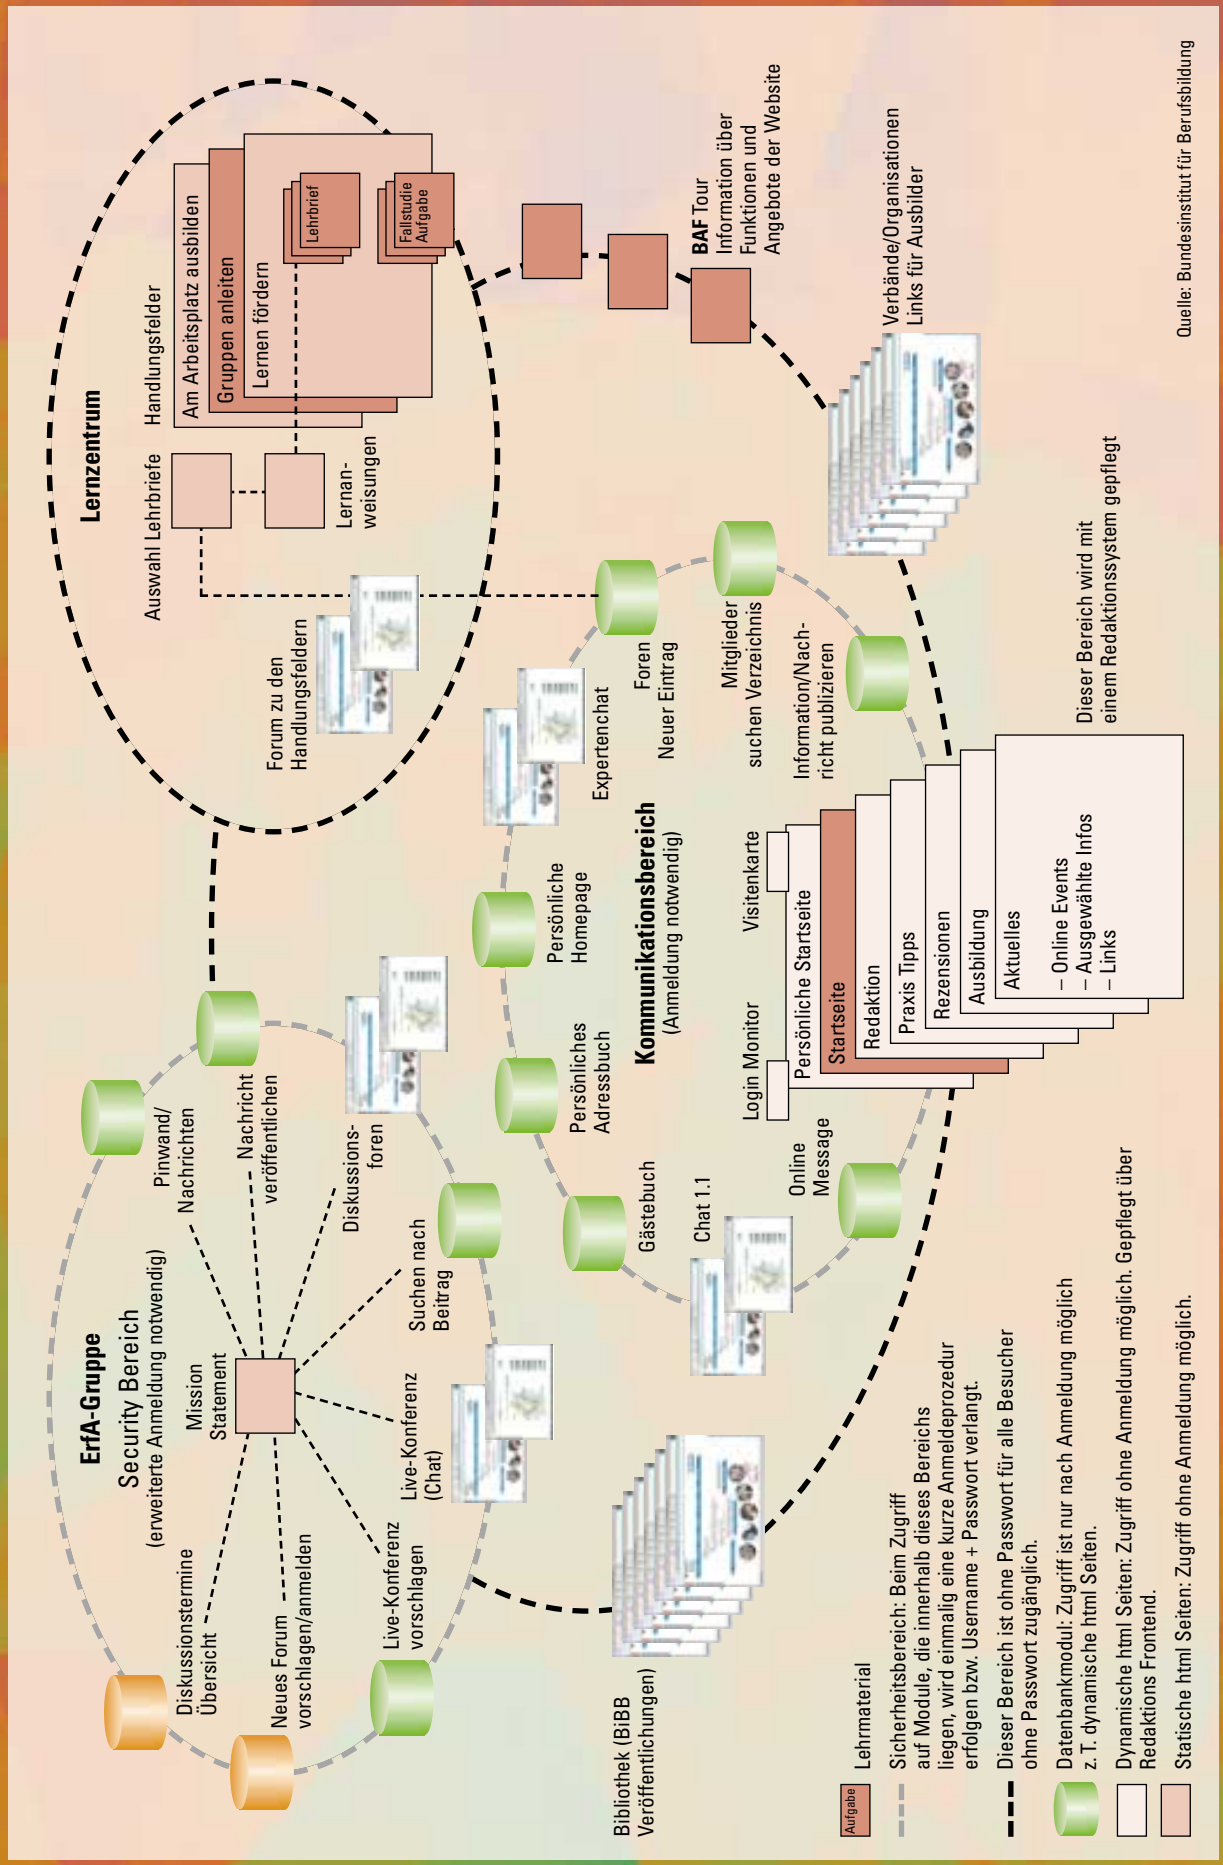 ErfA-Gruppe
Security Bereich
(erweiterte Anmeldung notwendig)
Mission
Statement
Pinwand/
Nachrichten
Nachricht
veröffentlichen
Diskussions-
foren
Suchen nach
Beitrag
Live-Konferenz
(Chat)
Live-Konferenz
vorschlagen
Neues Forum
vorschlagen/anmelden
Diskussionstermine
Übersicht
Lernzentrum
Auswahl Lehrbriefe
Handlungsfelder
Am Arbeitsplatz ausbilden
Gruppen anleiten
Lernen fördern
Lehrbrief
Fallstudie
Aufgabe
Lernan-
weisungen
Forum zu den
Handlungsfeldern
Kommunikationsbereich
(Anmeldung notwendig)
Gästebuch
Persönliches
Adressbuch
Persönliche
Homepage
Expertenchat
Foren
Neuer Eintrag
Mitglieder
suchen Verzeichnis
Information/Nach-
richt publizieren
Chat 1.1
Online
Message
Login Monitor
Visitenkarte
Persönliche Startseite
Startseite
Redaktion
Praxis Tipps
Rezensionen
Ausbildung
Aktuelles
– Online Events
– Ausgewählte Infos
– Links
Dieser Bereich wird mit
einem Redaktionssystem gepflegt
BAF Tour
Information über
Funktionen und
Angebote der Website
Verbände/Organisationen
Links für Ausbilder
Bibliothek (BiBB
Veröffentlichungen)
Aufgabe
Lehrmaterial
Sicherheitsbereich: Beim Zugriff
auf Module, die innerhalb dieses Bereichs
liegen, wird einmalig eine kurze Anmeldeprozedur
erfolgen bzw. Username + Passwort verlangt.
Dieser Bereich ist ohne Passwort für alle Besucher
ohne Passwort zugänglich.
Datenbankmodul: Zugriff ist nur nach Anmeldung möglich
z. T. dynamische html Seiten.
Dynamische html Seiten: Zugriff ohne Anmeldung möglich. Gepflegt über
Redaktions Frontend.
Statische html Seiten: Zugriff ohne Anmeldung möglich.
Quelle: Bundesinstitut für Berufsbildung